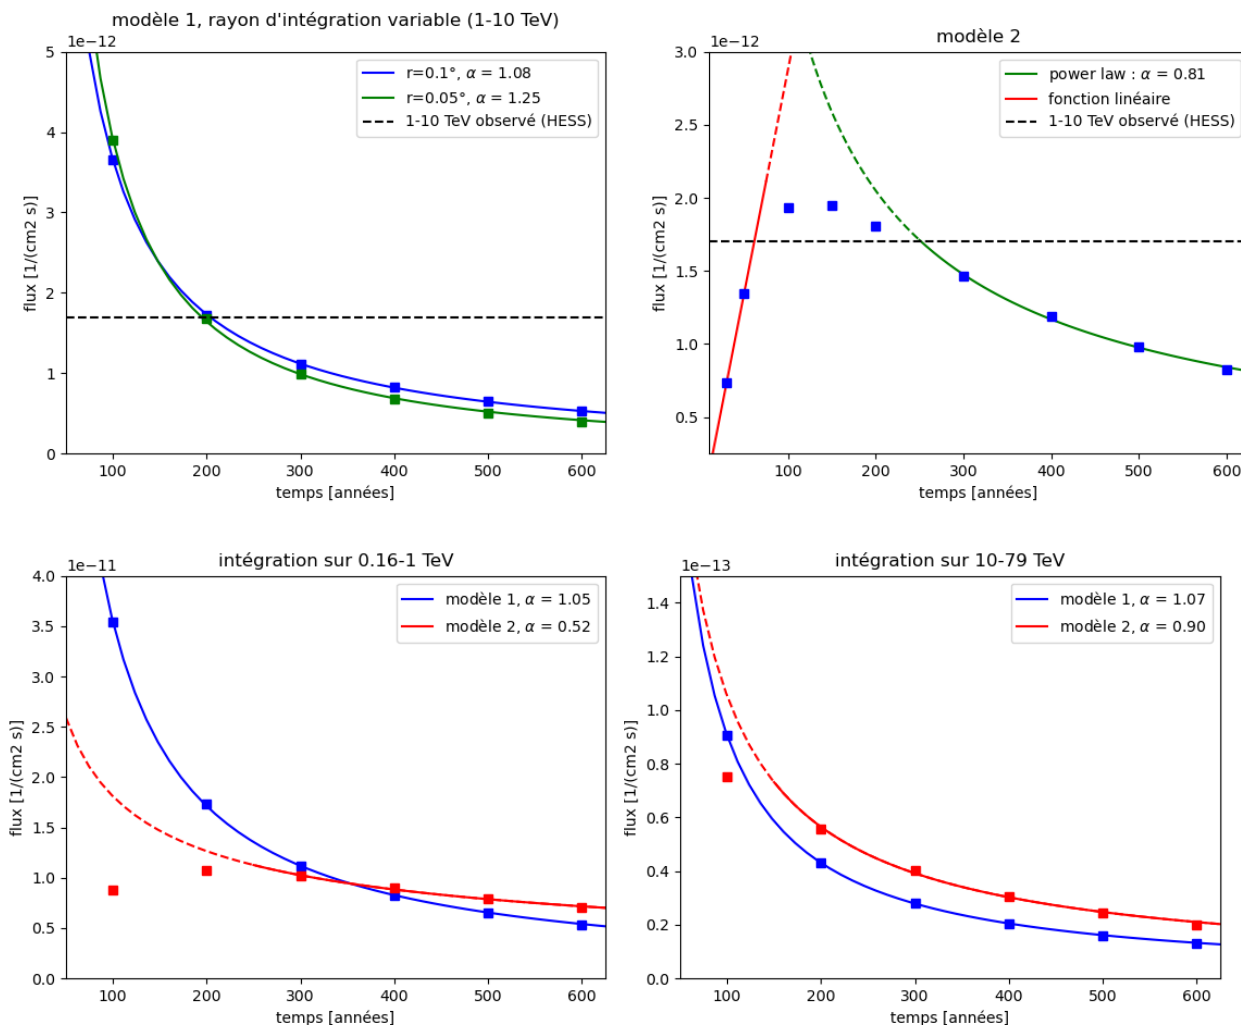 modèle 1, rayon d'intégration variable (1-10 TeV)
1e−12
r=0.1°, α = 1.08
r=0.05°, α = 1.25
1-10 TeV observé (HESS)
flux [1/(cm2 s)]
5
4
3
2
1
0
100 200 300 400 500 600
temps [années]
modèle 2
1e−12
power law : α = 0.81
fonction linéaire
1-10 TeV observé (HESS)
flux [1/(cm2 s)]
3.0
2.5
2.0
1.5
1.0
0.5
100 200 300 400 500 600
temps [années]
intégration sur 0.16-1 TeV
1e−11
modèle 1, α = 1.05
modèle 2, α = 0.52
flux [1/(cm2 s)]
4.0
3.5
3.0
2.5
2.0
1.5
1.0
0.5
0.0
100 200 300 400 500 600
temps [années]
intégration sur 10-79 TeV
1e−13
modèle 1, α = 1.07
modèle 2, α = 0.90
flux [1/(cm2 s)]
1.4
1.2
1.0
0.8
0.6
0.4
0.2
0.0
100 200 300 400 500 600
temps [années]